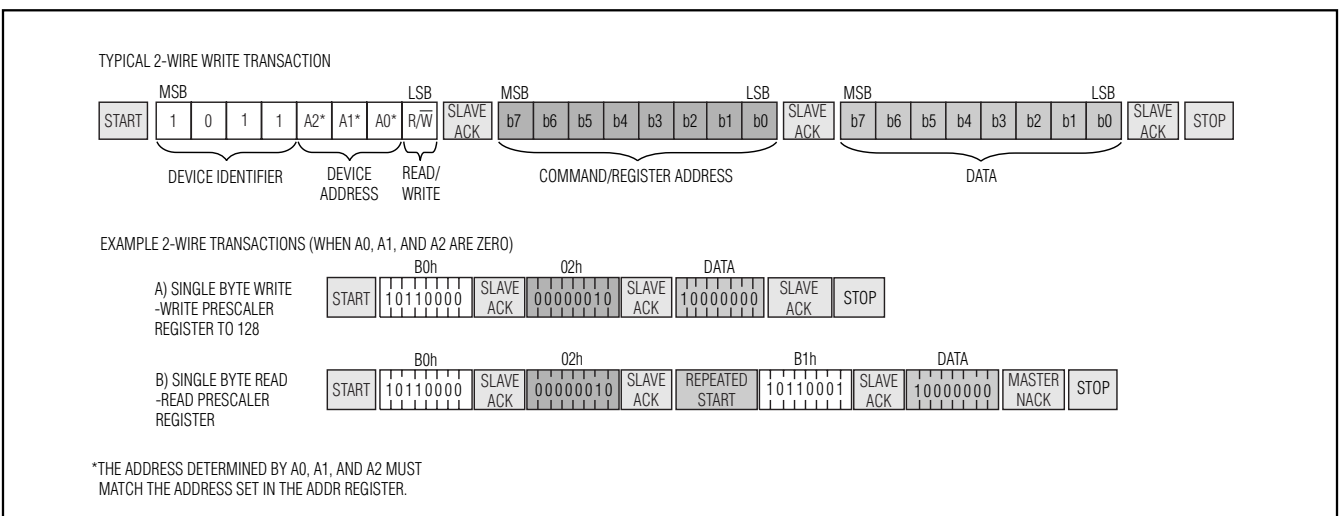 TYPICAL 2-WIRE WRITE TRANSACTION
MSB LSB MSB LSB MSB LSB
START 1 0 1 1 A2* A1* A0* R/W̅ SLAVE ACK b7 b6 b5 b4 b3 b2 b1 b0 SLAVE ACK b7 b6 b5 b4 b3 b2 b1 b0 SLAVE ACK STOP
DEVICE IDENTIFIER DEVICE ADDRESS READ/WRITE COMMAND/REGISTER ADDRESS DATA
EXAMPLE 2-WIRE TRANSACTIONS (WHEN A0, A1, AND A2 ARE ZERO)
B0h 02h DATA
A) SINGLE BYTE WRITE
-WRITE PRESCALER
REGISTER TO 128
START 10110000 SLAVE ACK 00000010 SLAVE ACK 10000000 SLAVE ACK STOP
B0h 02h B1h DATA
B) SINGLE BYTE READ
-READ PRESCALER
REGISTER
START 10110000 SLAVE ACK 00000010 SLAVE ACK REPEATED START 10110001 SLAVE ACK 10000000 MASTER NACK STOP
*THE ADDRESS DETERMINED BY A0, A1, AND A2 MUST
MATCH THE ADDRESS SET IN THE ADDR REGISTER.